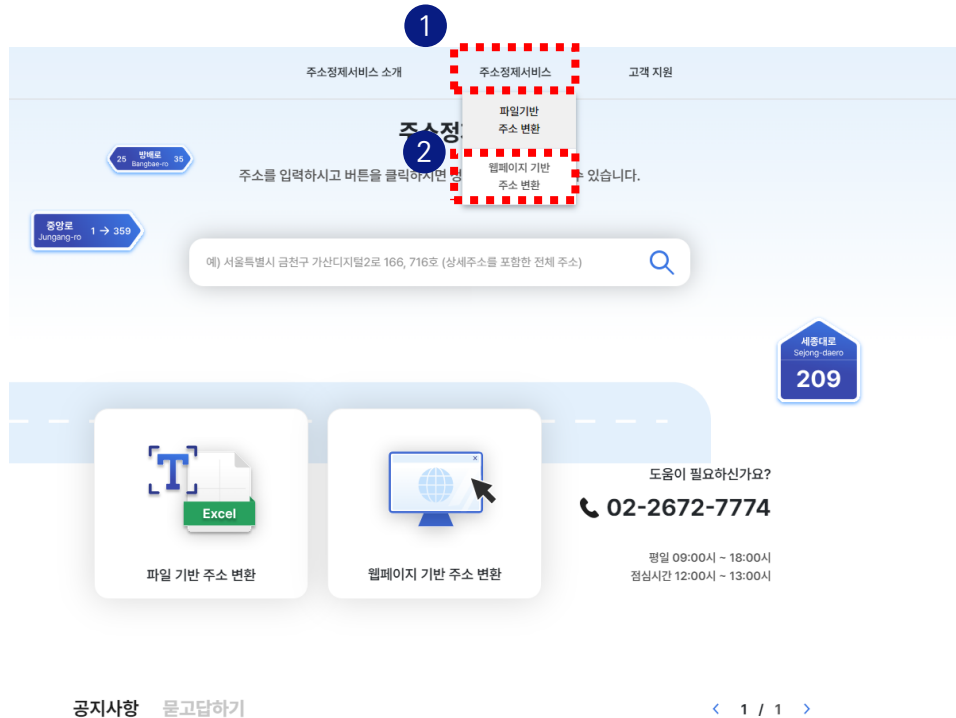 1
주소정제서비스 소개
주소정제서비스
고객 지원
파일기반
주소 변환
2
웹페이지 기반
주소 변환
25 방배로 35
Bangbae-ro
주소를 입력하시고 버튼을 클릭하시면
수 있습니다.
중앙로
Jungang-ro
1 → 359
예) 서울특별시 금천구 가산디지털2로 166, 716호 (상세주소를 포함한 전체 주소)
세종대로
Sejong-daero
209
T
Excel
파일 기반 주소 변환
웹페이지 기반 주소 변환
도움이 필요하신가요?
02-2672-7774
평일 09:00시 ~ 18:00시
점심시간 12:00시 ~ 13:00시
공지사항 묻고답하기
< 1 / 1 >